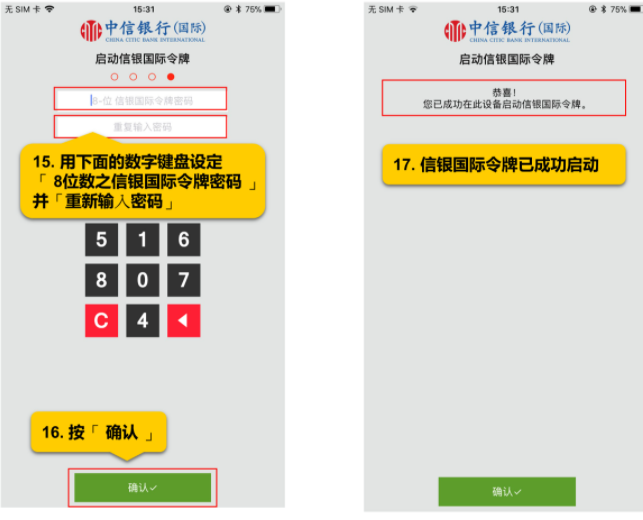 无 SIM 卡 15:31 75%
中信银行(国际)
CHINA CITIC BANK INTERNATIONAL
启动信银国际令牌
8-位 信银国际令牌密码
重复输入密码
15. 用下面的数字键盘设定
「 8位数之信银国际令牌密码 」
并「重新输入密码」
5 1 6
8 0 7
C 4
16. 按「 确认 」
确认✓
无 SIM 卡 15:31 75%
中信银行(国际)
CHINA CITIC BANK INTERNATIONAL
启动信银国际令牌
恭喜！
您已成功在此设备启动信银国际令牌。
17. 信银国际令牌已成功启动
确认✓